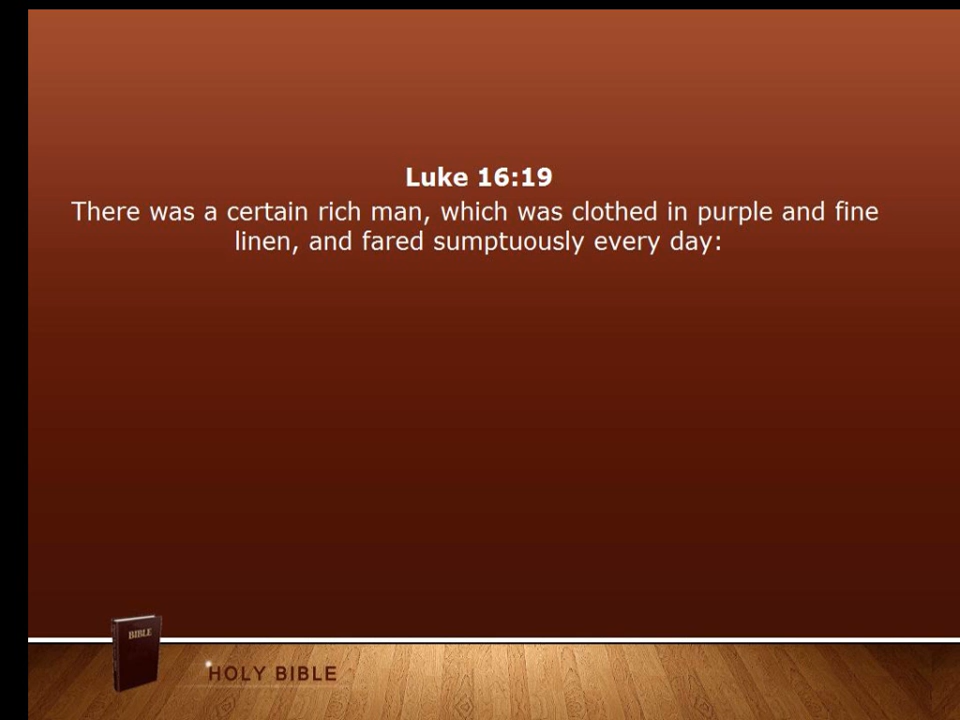 Luke 16:19
There was a certain rich man, which was clothed in purple and fine
linen, and fared sumptuously every day:
BIBLE
HOLY BIBLE